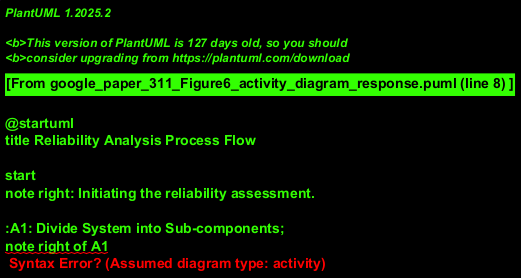 PlantUML 1.2025.2
<b>This version of PlantUML is 127 days old, so you should
<b>consider upgrading from https://plantuml.com/download
[From google_paper_311_Figure6_activity_diagram_response.puml (line 8) ]
@startuml
title Reliability Analysis Process Flow
start
note right: Initiating the reliability assessment.
:A1: Divide System into Sub-components;
note right of A1
Syntax Error? (Assumed diagram type: activity)